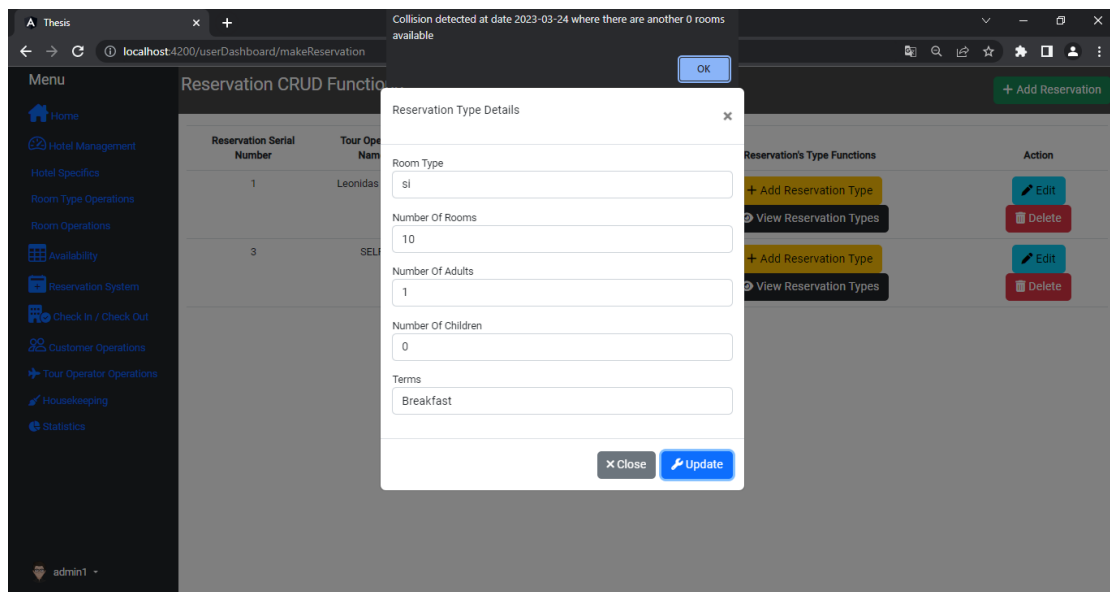 Thesis
localhost:4200/userDashboard/makeReservation
Collision detected at date 2023-03-24 where there are another 0 rooms
available
OK
Menu
Home
Hotel Management
Hotel Specifics
Room Type Operations
Room Operations
Availability
Reservation System
Check In / Check Out
Customer Operations
Tour Operator Operations
Housekeeping
Statistics
admin1
Reservation CRUD Functio
+ Add Reservation
Reservation Serial
Number
Tour Ope
Nam
Reservation's Type Functions
Action
1
Leonidas
+ Add Reservation Type
View Reservation Types
Edit
Delete
3
SELF
+ Add Reservation Type
View Reservation Types
Edit
Delete
Reservation Type Details
×
Room Type
si
Number Of Rooms
10
Number Of Adults
1
Number Of Children
0
Terms
Breakfast
× Close
Update